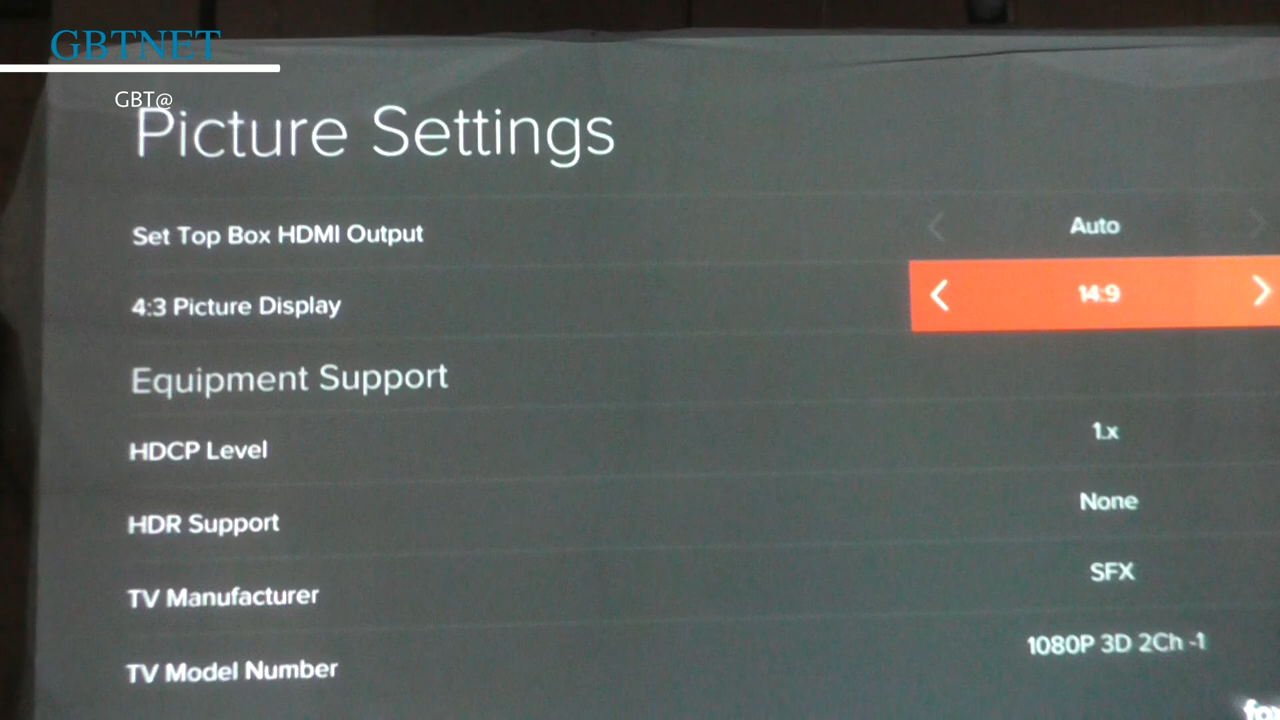 GBTNET
GBT@
Picture Settings
Set Top Box HDMI Output Auto
4:3 Picture Display 14:9
Equipment Support
HDCP Level 1.x
HDR Support None
TV Manufacturer SFX
TV Model Number 1080P 3D 2Ch -1